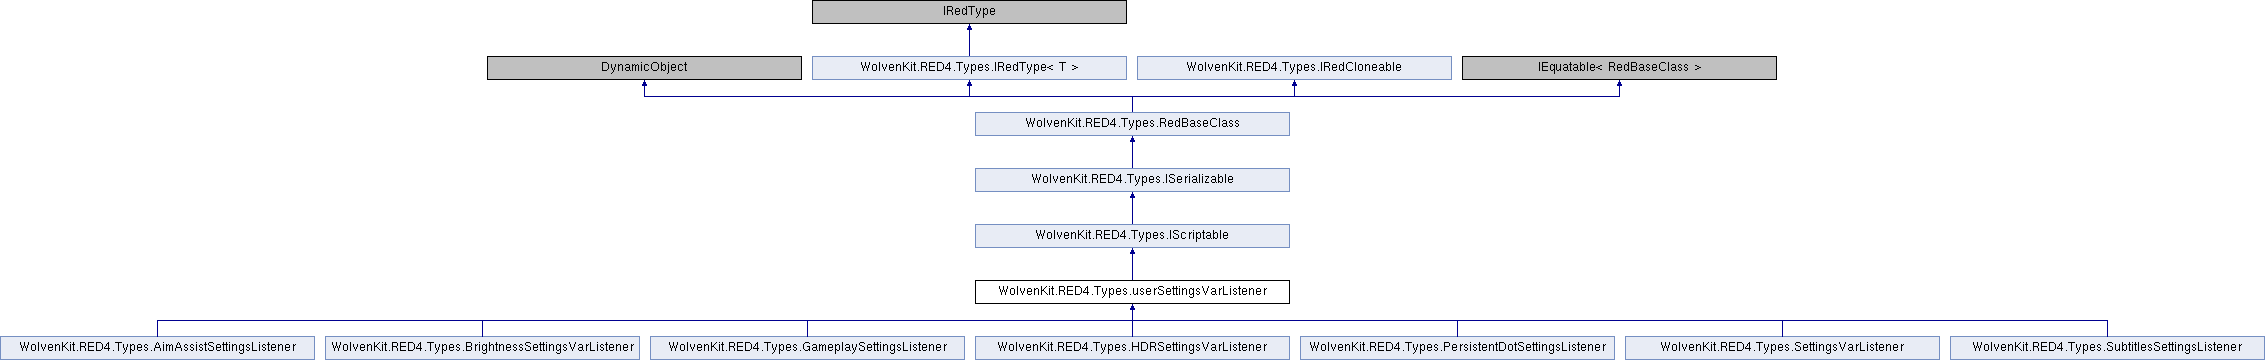 IRedType
DynamicObject
WolvenKit.RED4.Types.IRedType< T >
WolvenKit.RED4.Types.IRedCloneable
IEquatable< RedBaseClass >
WolvenKit.RED4.Types.RedBaseClass
WolvenKit.RED4.Types.ISerializable
WolvenKit.RED4.Types.IScriptable
WolvenKit.RED4.Types.userSettingsVarListener
WolvenKit.RED4.Types.AimAssistSettingsListener
WolvenKit.RED4.Types.BrightnessSettingsVarListener
WolvenKit.RED4.Types.GameplaySettingsListener
WolvenKit.RED4.Types.HDRSettingsVarListener
WolvenKit.RED4.Types.PersistentDotSettingsListener
WolvenKit.RED4.Types.SettingsVarListener
WolvenKit.RED4.Types.SubtitlesSettingsListener